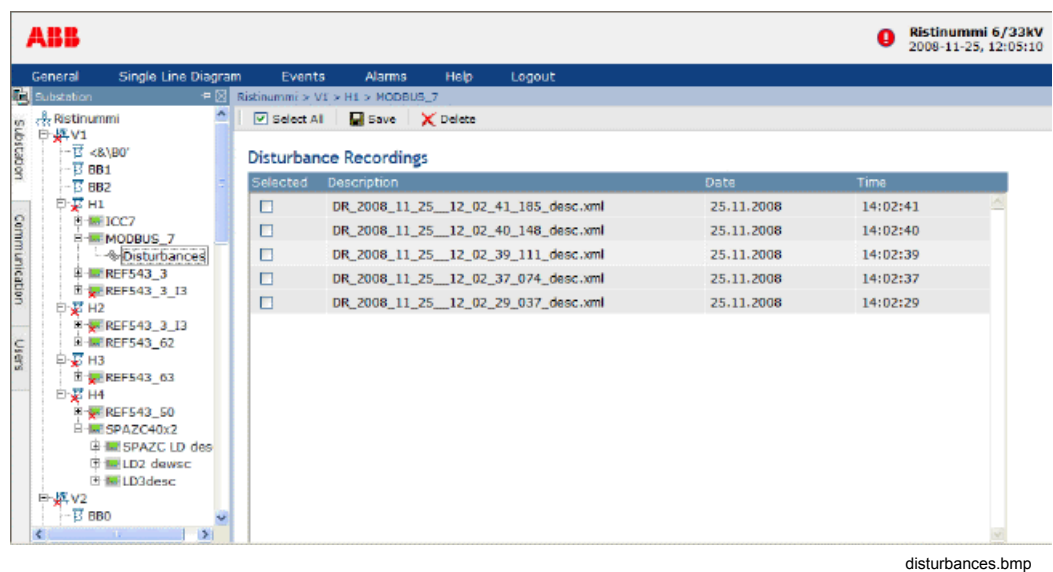 ABB
Ristinummi 6/33kV
2008-11-25, 12:05:10
General Single Line Diagram Events Alarms Help Logout
Substation
Ristinummi > V1 > H1 > MODBUS_7
Select All Save Delete
Substation
Communication
Users
Ristinummi
V1
<&\B0'
BB1
BB2
H1
ICC7
MODBUS_7
Disturbances
REF543_3
REF543_3_I3
H2
REF543_3_I3
REF543_62
H3
REF543_63
H4
REF543_50
SPAZC40x2
SPAZC LD des
LD2 dewsc
LD3desc
V2
BB0
Disturbance Recordings
Selected Description Date Time
DR_2008_11_25__12_02_41_185_desc.xml 25.11.2008 14:02:41
DR_2008_11_25__12_02_40_148_desc.xml 25.11.2008 14:02:40
DR_2008_11_25__12_02_39_111_desc.xml 25.11.2008 14:02:39
DR_2008_11_25__12_02_37_074_desc.xml 25.11.2008 14:02:37
DR_2008_11_25__12_02_29_037_desc.xml 25.11.2008 14:02:29
disturbances.bmp